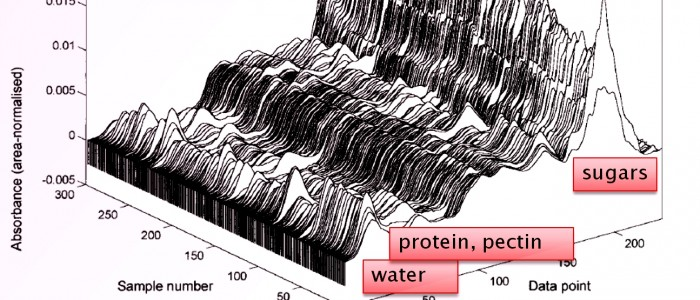 0.015
0.01
0.005
0
-0.005
Absorbance (area-normalised)
300
250
200
150
100
50
Sample number
sugars
protein, pectin
water
50
100
150
200
Data point